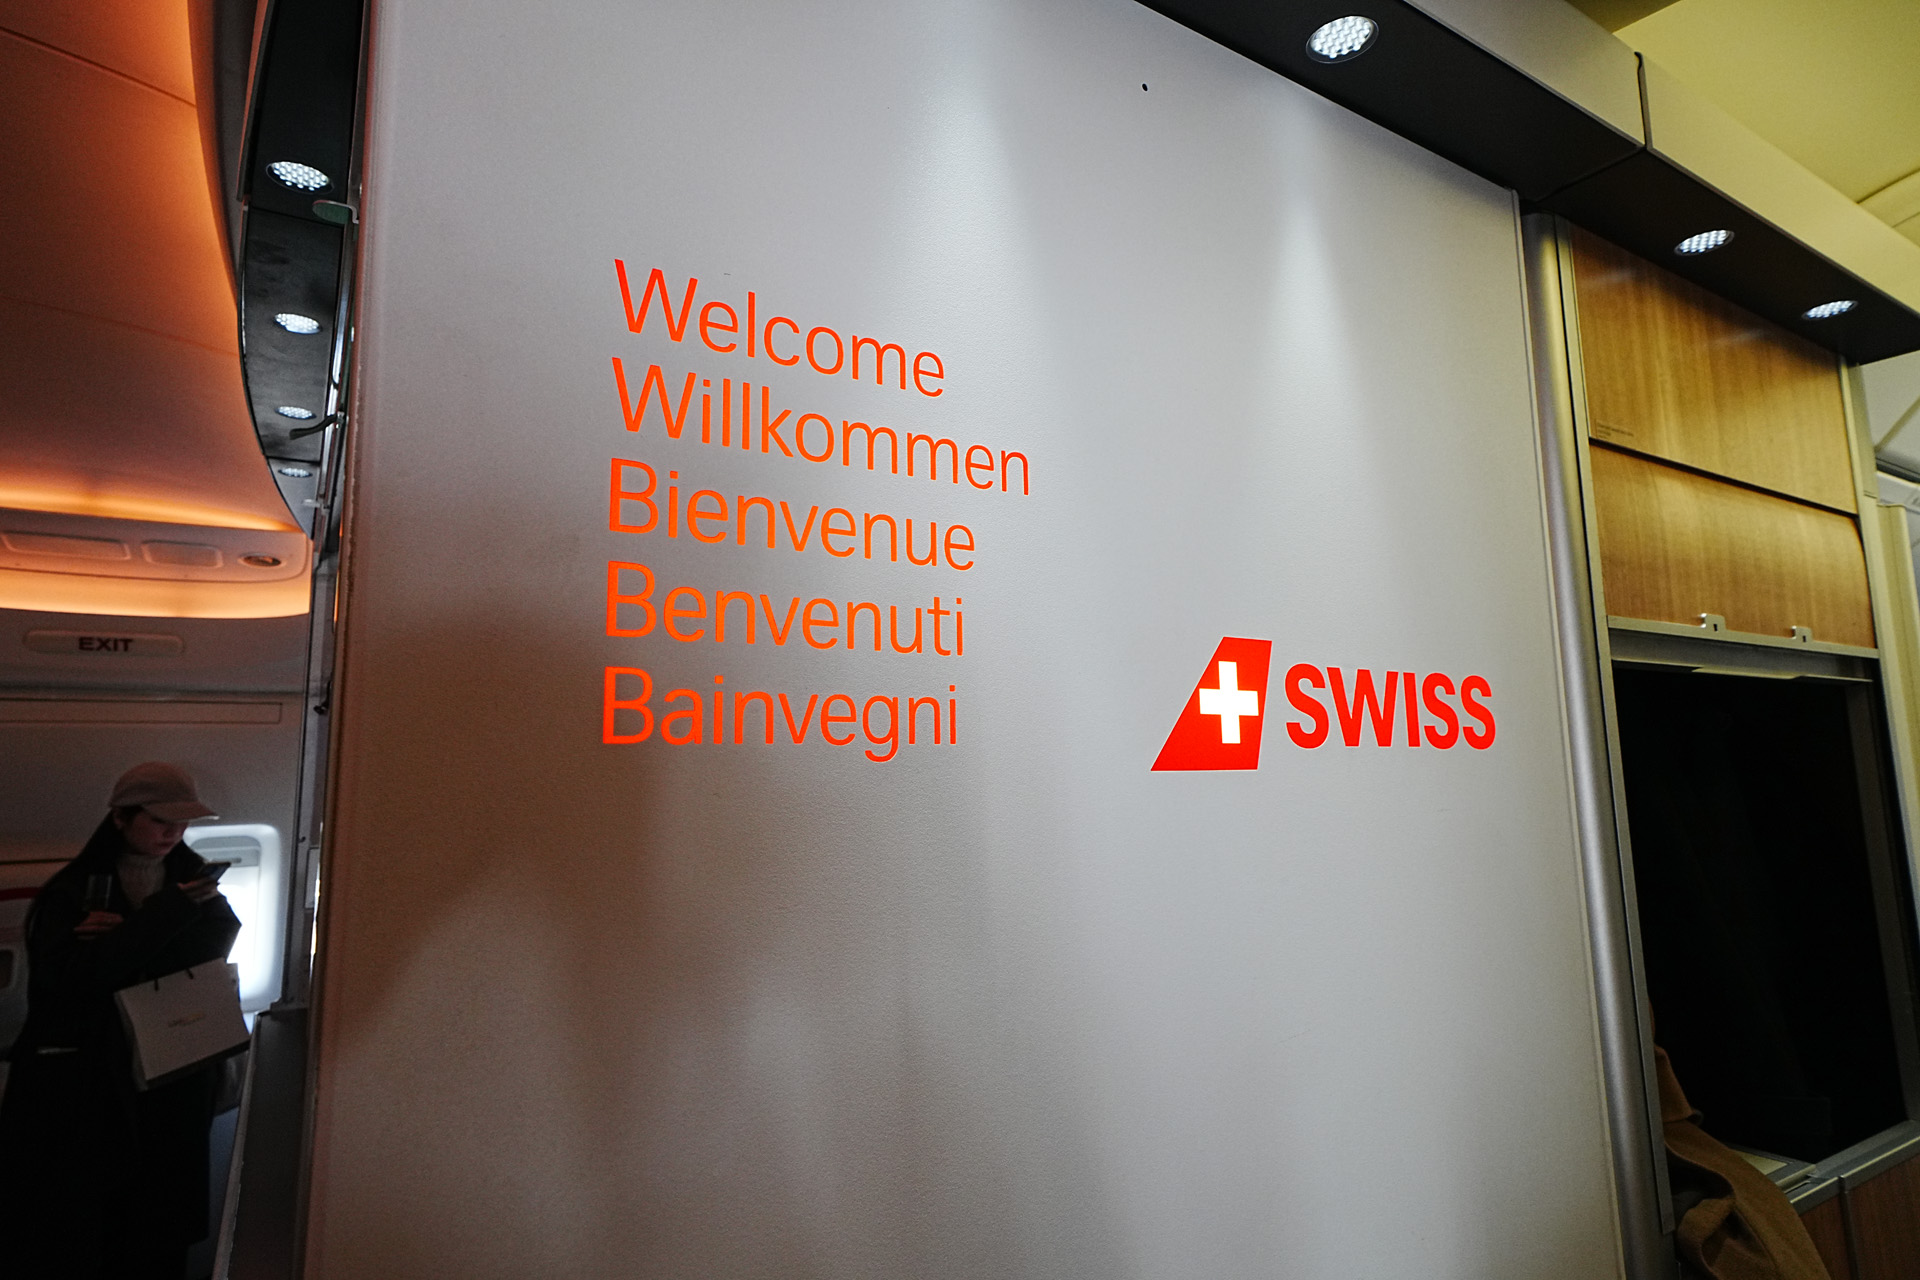 Welcome
Willkommen
Bienvenue
Benvenuti
Bainvegni
SWISS
EXIT